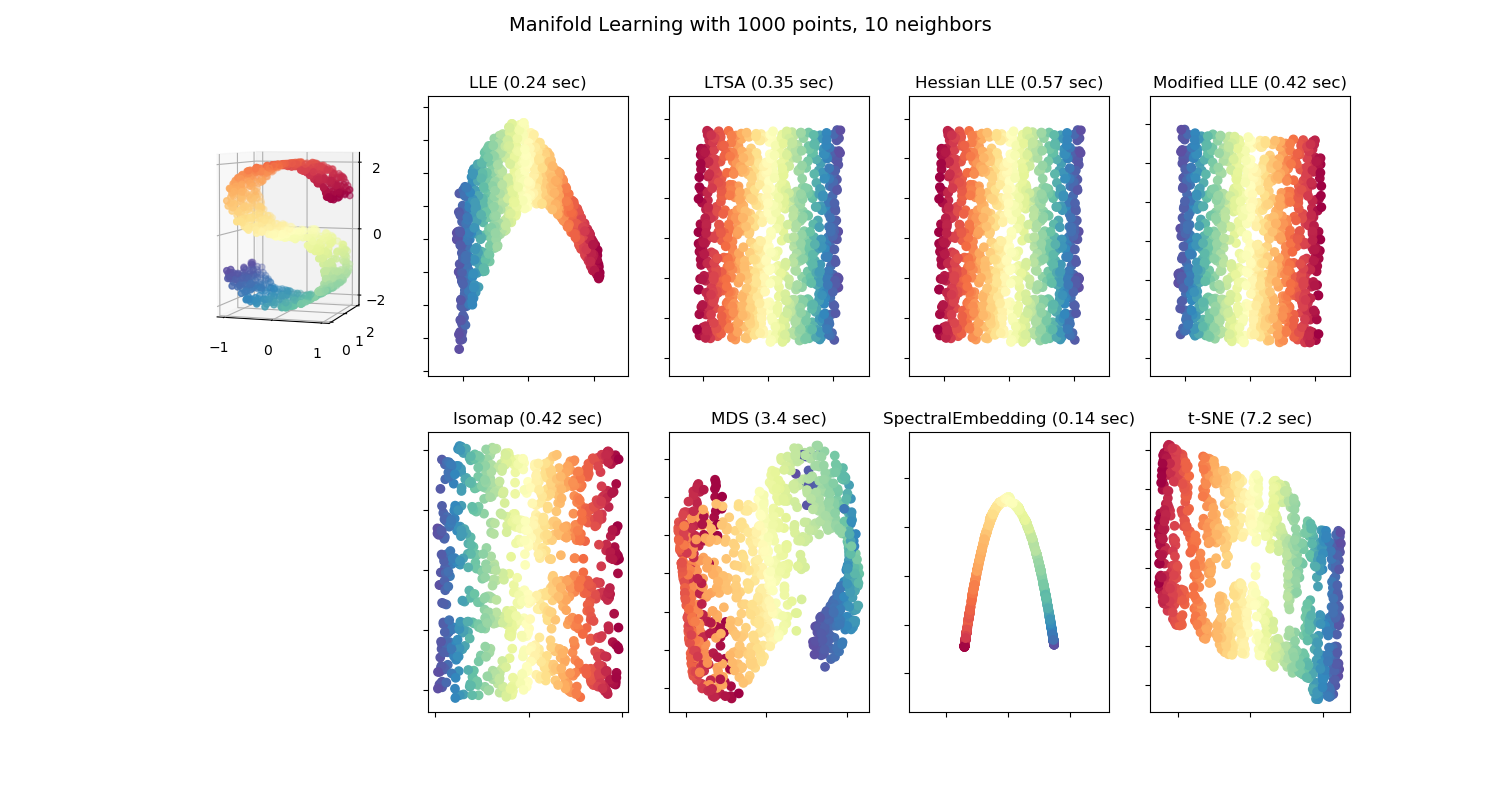 Manifold Learning with 1000 points, 10 neighbors
LLE (0.24 sec)
LTSA (0.35 sec)
Hessian LLE (0.57 sec)
Modified LLE (0.42 sec)
2
0
−2
−1
0
1
0
1
2
Isomap (0.42 sec)
MDS (3.4 sec)
SpectralEmbedding (0.14 sec)
t-SNE (7.2 sec)